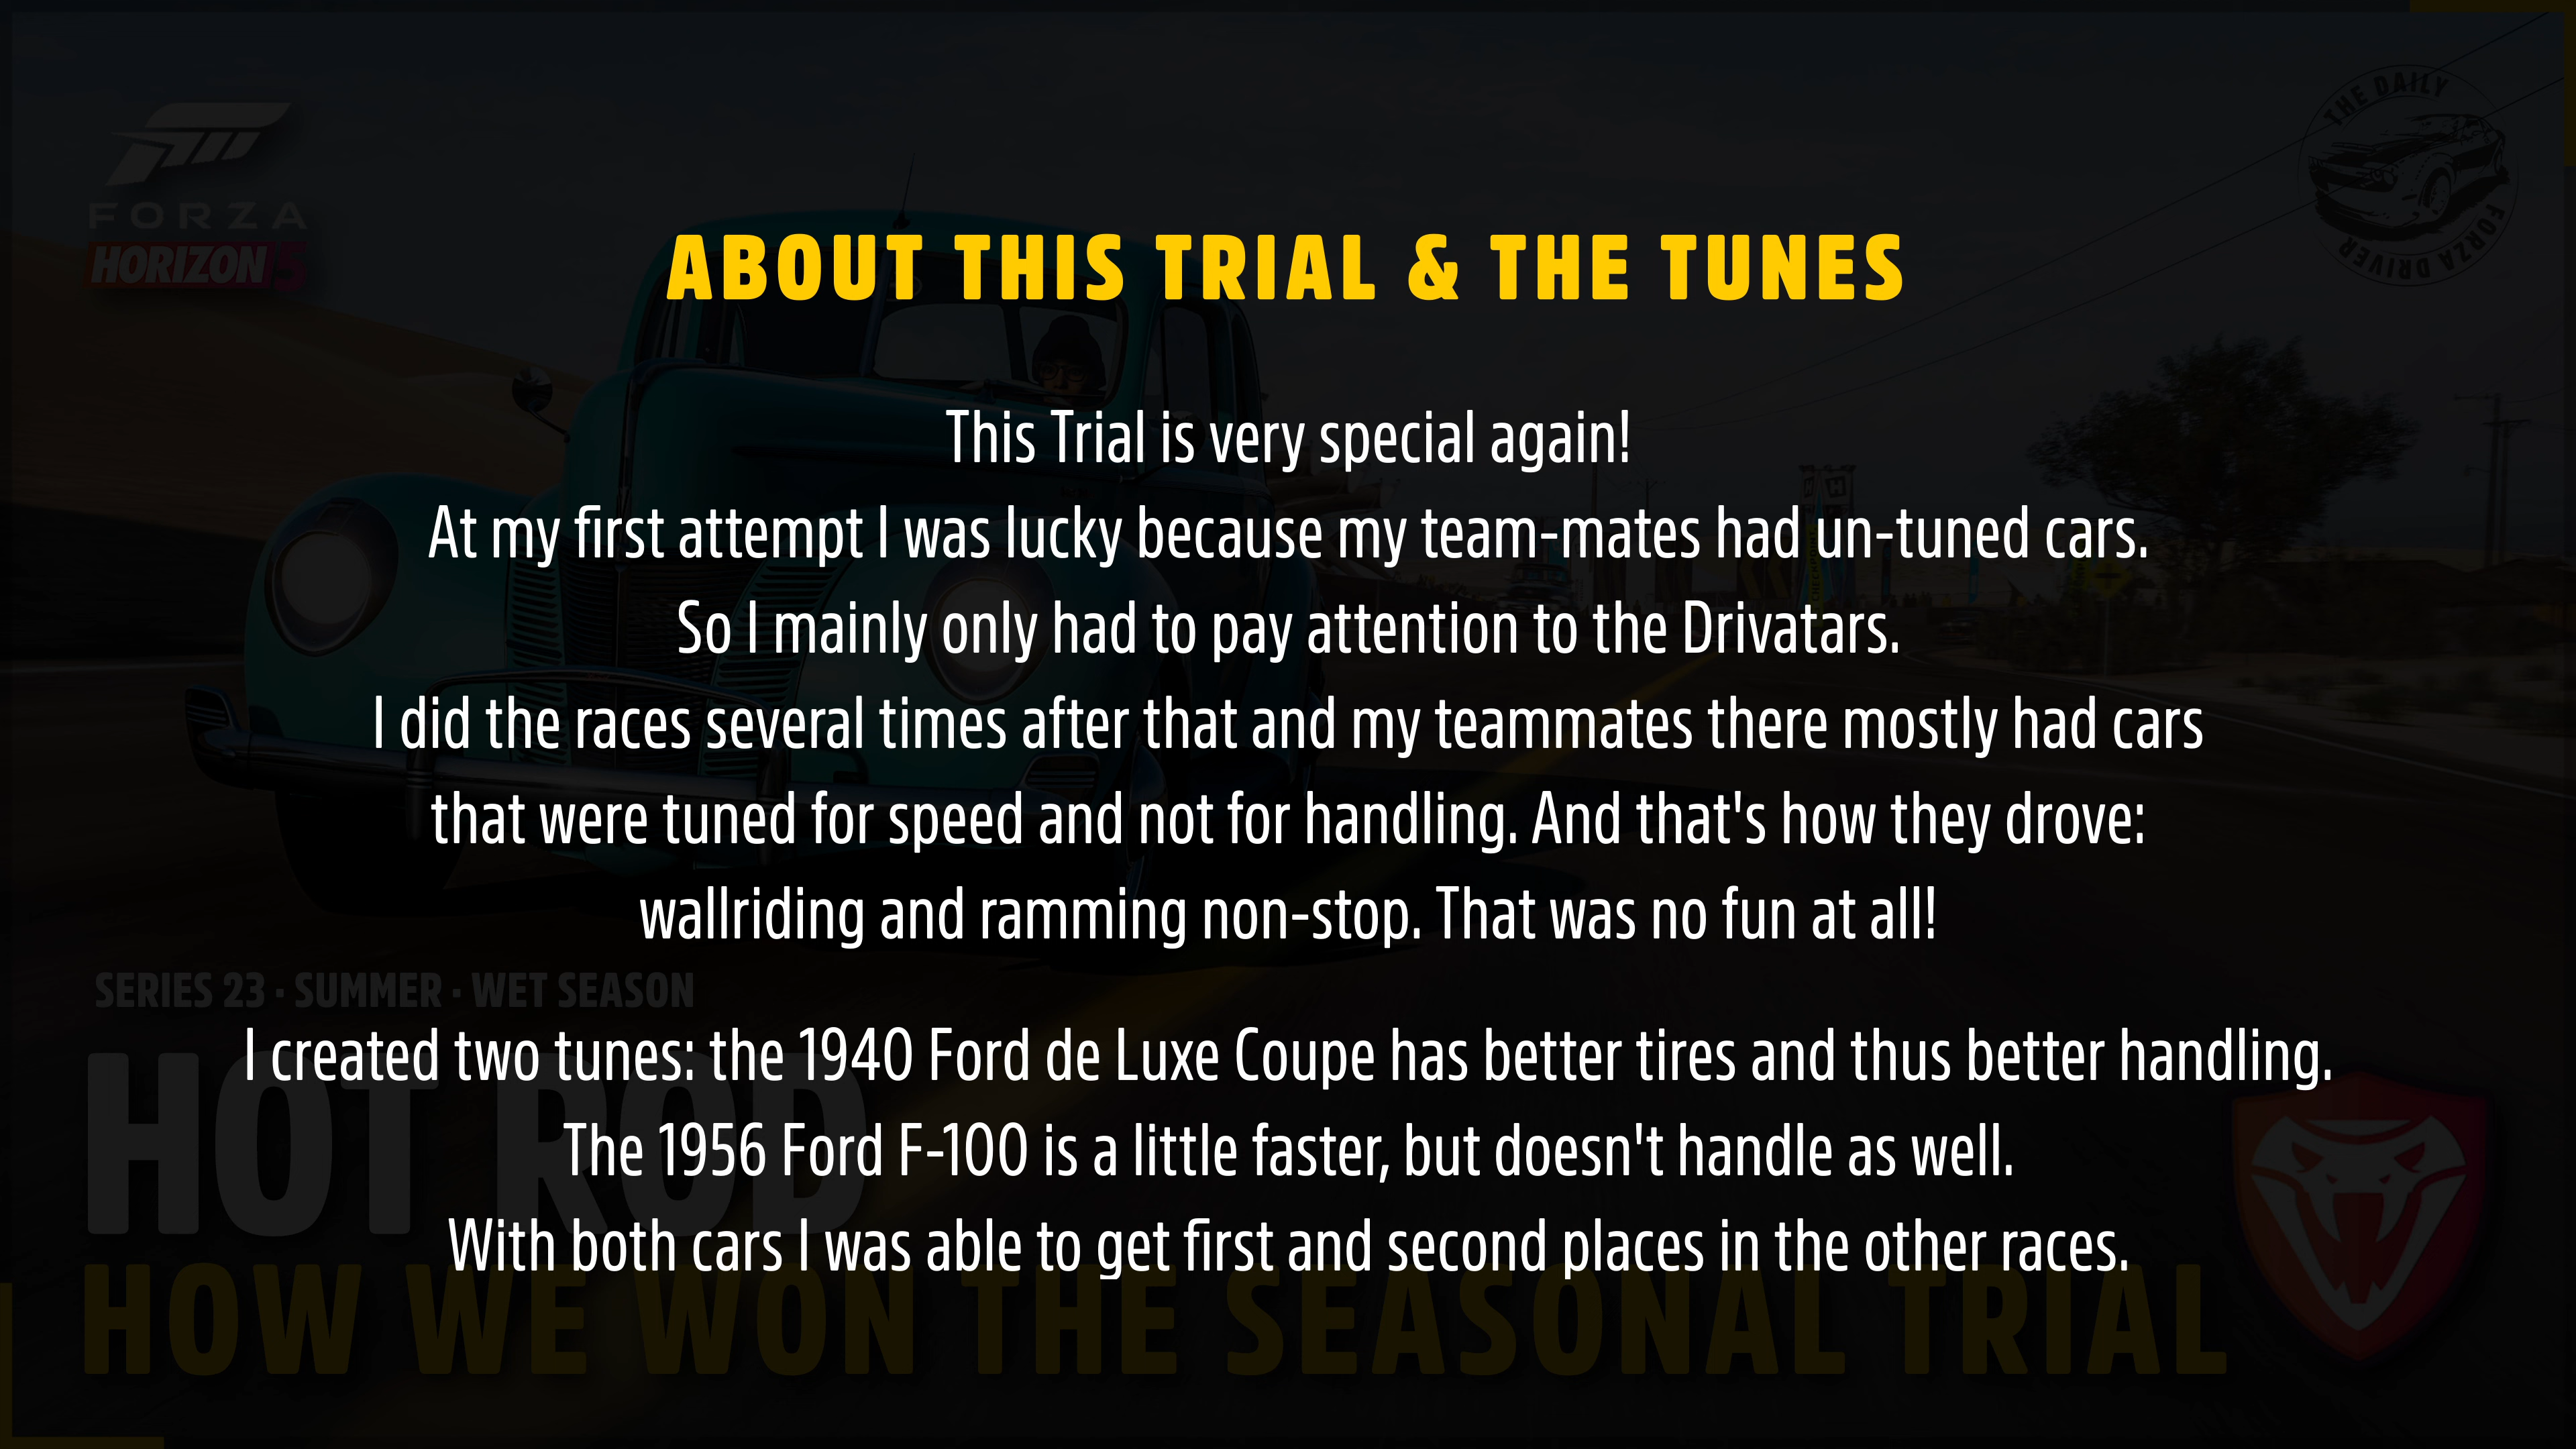 THE DAILY
FORZA DRIVER
FORZA
HORIZON 5
ABOUT THIS TRIAL & THE TUNES
This Trial is very special again!
At my first attempt I was lucky because my team-mates had un-tuned cars.
So I mainly only had to pay attention to the Drivatars.
I did the races several times after that and my teammates there mostly had cars
that were tuned for speed and not for handling. And that's how they drove:
wallriding and ramming non-stop. That was no fun at all!
SERIES 23 · SUMMER · WET SEASON
I created two tunes: the 1940 Ford de Luxe Coupe has better tires and thus better handling.
HOT ROD
The 1956 Ford F-100 is a little faster, but doesn't handle as well.
With both cars I was able to get first and second places in the other races.
HOW WE WON THE SEASONAL TRIAL